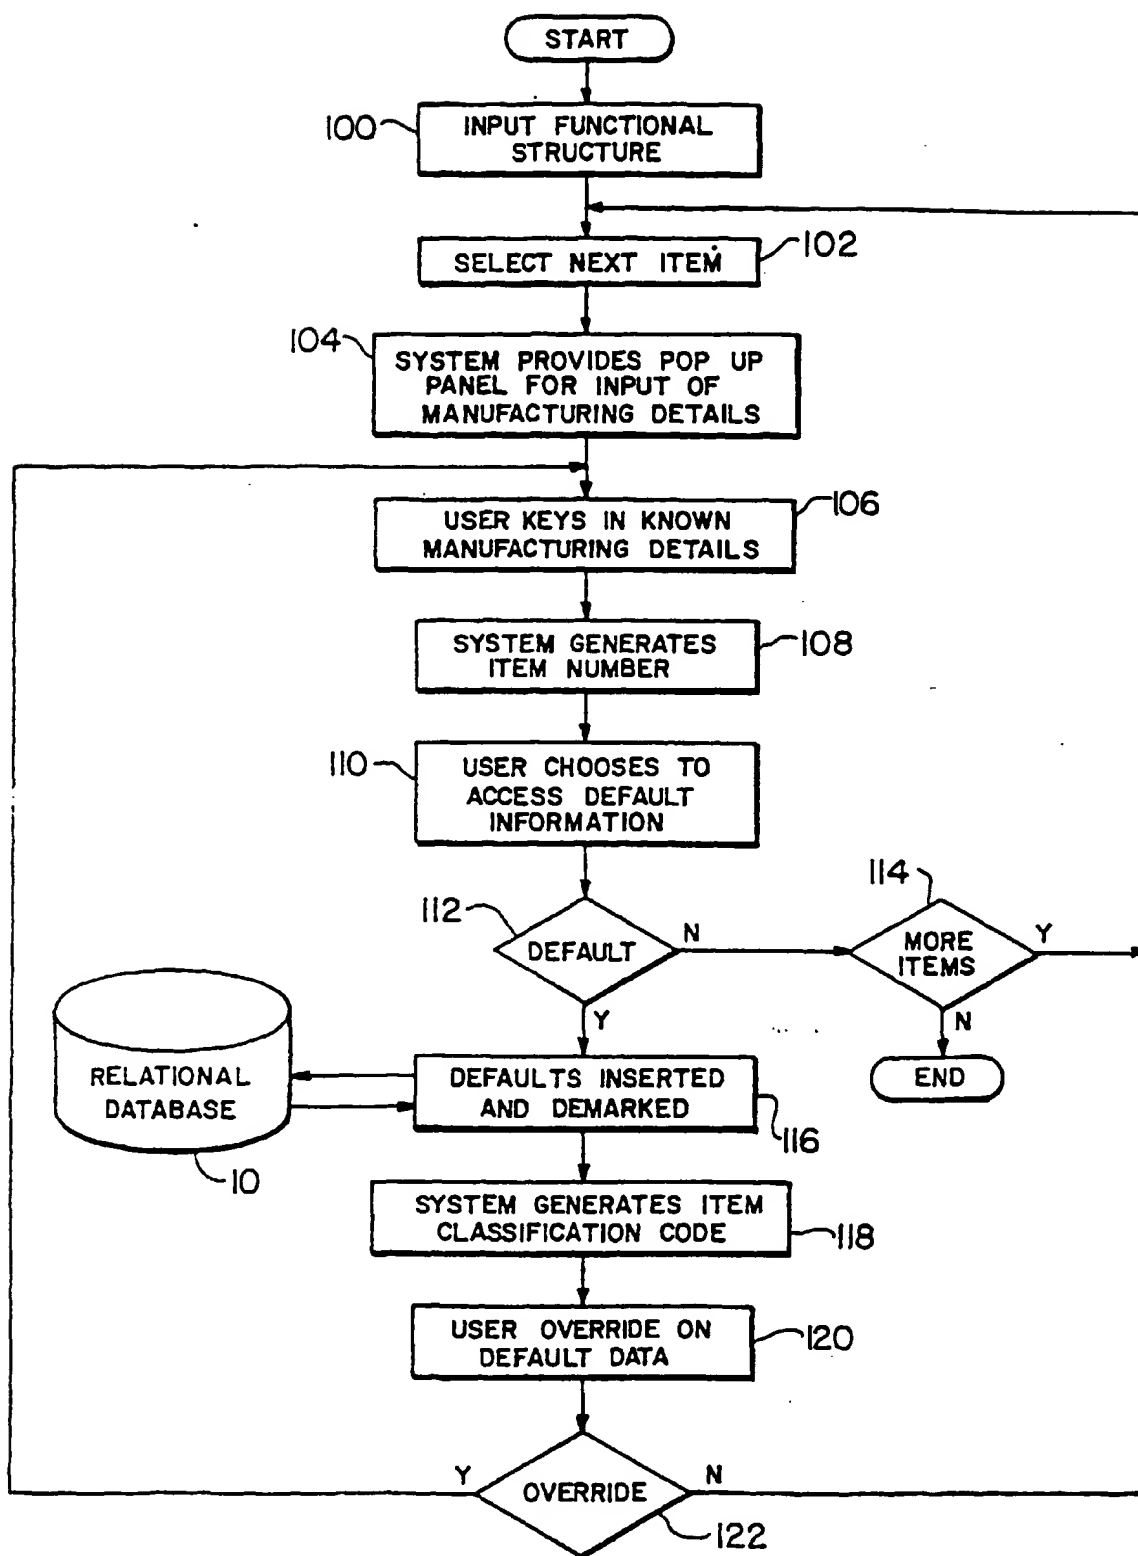 START
100
INPUT FUNCTIONAL
STRUCTURE
102
SELECT NEXT ITEM
104
SYSTEM PROVIDES POP UP
PANEL FOR INPUT OF
MANUFACTURING DETAILS
106
USER KEYS IN KNOWN
MANUFACTURING DETAILS
108
SYSTEM GENERATES
ITEM NUMBER
110
USER CHOOSES TO
ACCESS DEFAULT
INFORMATION
112
DEFAULT
N
Y
114
MORE
ITEMS
Y
N
END
RELATIONAL
DATABASE
10
DEFAULTS INSERTED
AND DEMARKED
116
SYSTEM GENERATES ITEM
CLASSIFICATION CODE
118
USER OVERRIDE ON
DEFAULT DATA
120
Y
OVERRIDE
N
122